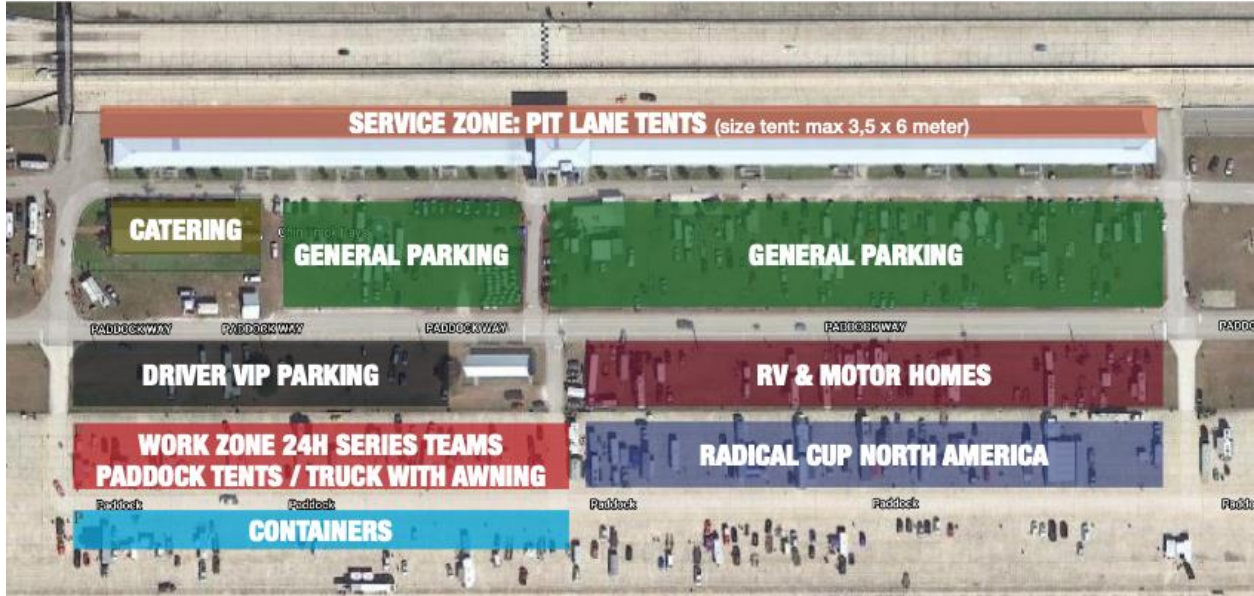 SERVICE ZONE: PIT LANE TENTS (size tent: max 3,5 x 6 meter)
CATERING
GENERAL PARKING
GENERAL PARKING
PADDOCK WAY
PADDOCK WAY
PADDOCK WAY
PADDOCK WAY
DRIVER VIP PARKING
RV & MOTOR HOMES
WORK ZONE 24H SERIES TEAMS
PADDOCK TENTS / TRUCK WITH AWNING
RADICAL CUP NORTH AMERICA
Paddock
Paddock
Paddock
Paddock
CONTAINERS